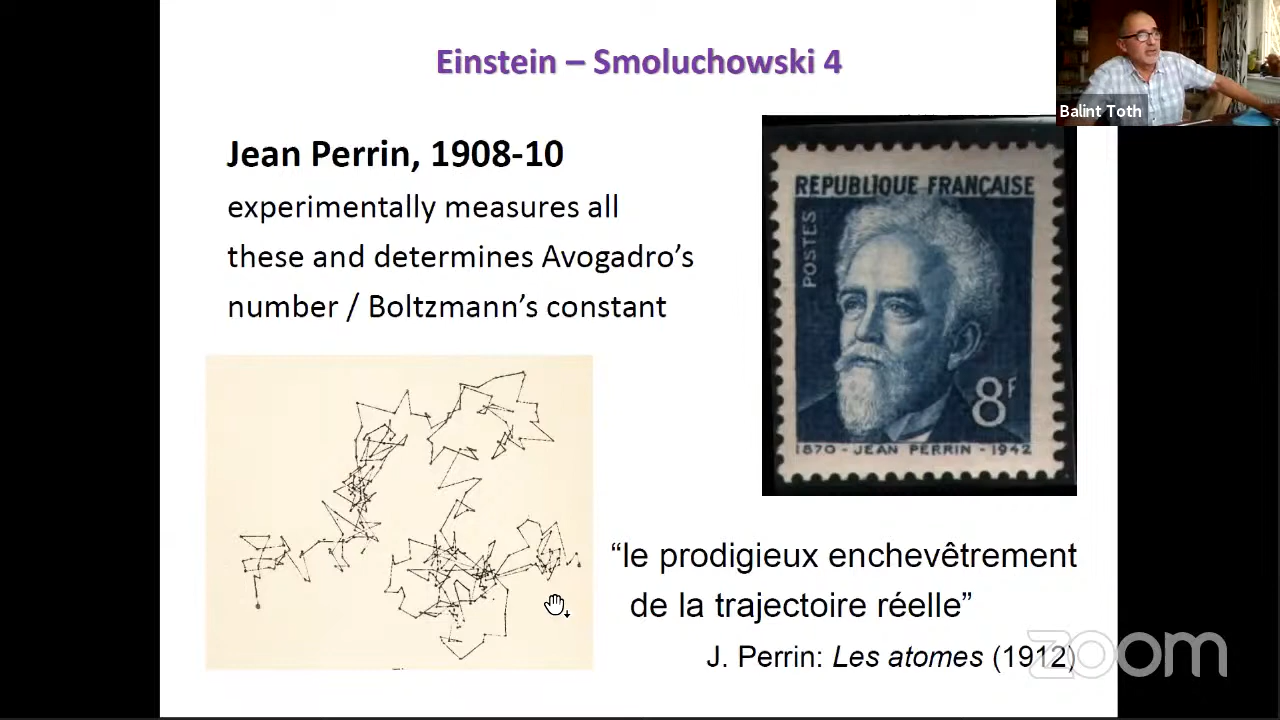 Einstein – Smoluchowski 4
Balint Toth
Jean Perrin, 1908-10
experimentally measures all
these and determines Avogadro’s
number / Boltzmann’s constant
REPUBLIQUE FRANÇAISE
POSTES
8F
1870 - JEAN PERRIN - 1942
“le prodigieux enchevêtrement
de la trajectoire réelle”
J. Perrin: Les atomes (1912)
zoom